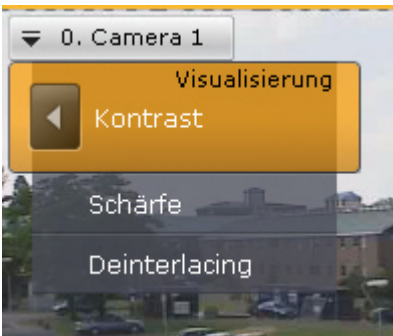 0. Camera 1
Visualisierung
Kontrast
Schärfe
Deinterlacing